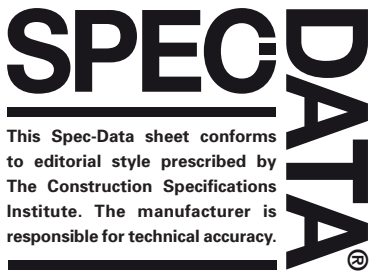 SPEC-DATA®
This Spec-Data sheet conforms
to editorial style prescribed by
The Construction Specifications
Institute. The manufacturer is
responsible for technical accuracy.